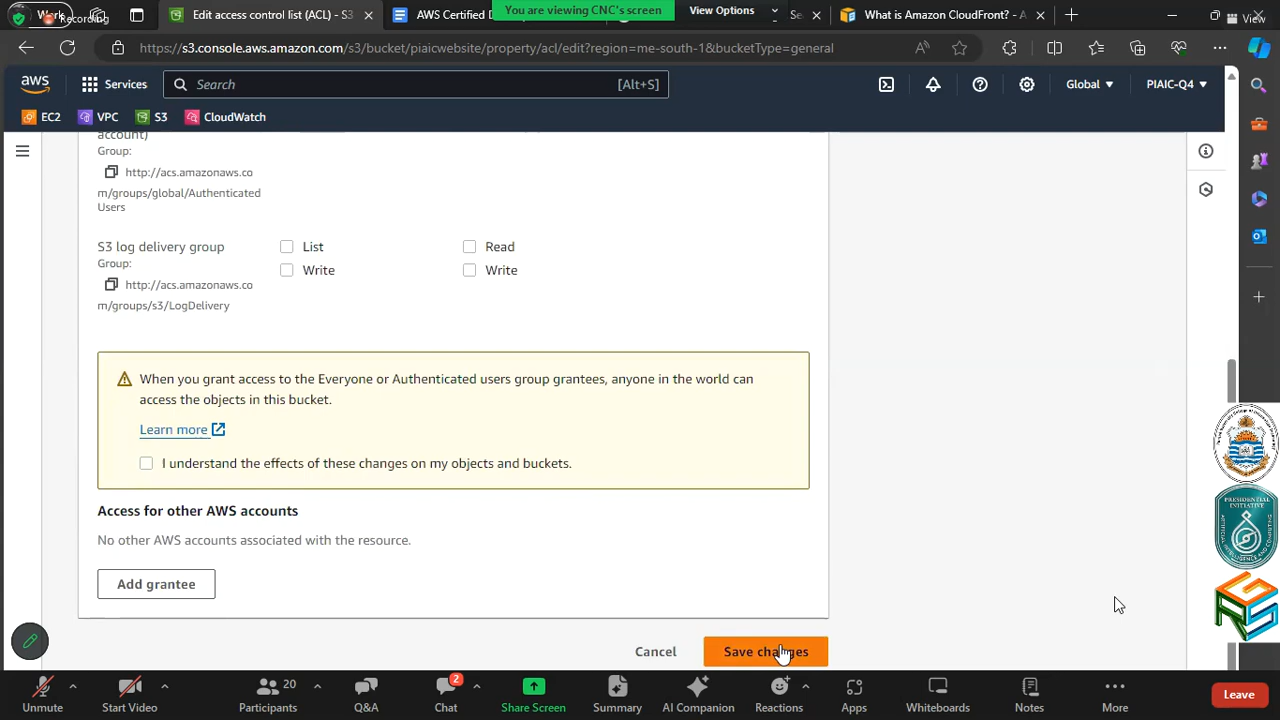 Recording
Edit access control list (ACL) - S3
AWS Certified D
You are viewing CNC's screen
View Options
Se
What is Amazon CloudFront? - A
View
https://s3.console.aws.amazon.com/s3/bucket/piaicwebsite/property/acl/edit?region=me-south-1&bucketType=general
aws
Services
Search
[Alt+S]
Global
PIAIC-Q4
EC2
VPC
S3
CloudWatch
account)
Group:
http://acs.amazonaws.co
m/groups/global/Authenticated
Users
S3 log delivery group
List
Read
Group:
Write
Write
http://acs.amazonaws.co
m/groups/s3/LogDelivery
When you grant access to the Everyone or Authenticated users group grantees, anyone in the world can
access the objects in this bucket.
Learn more
I understand the effects of these changes on my objects and buckets.
Access for other AWS accounts
No other AWS accounts associated with the resource.
Add grantee
Cancel
Save changes
PRESIDENTIAL
INITIATIVE
20
2
Unmute
Start Video
Participants
Q&A
Chat
Share Screen
Summary
AI Companion
Reactions
Apps
Whiteboards
Notes
More
Leave